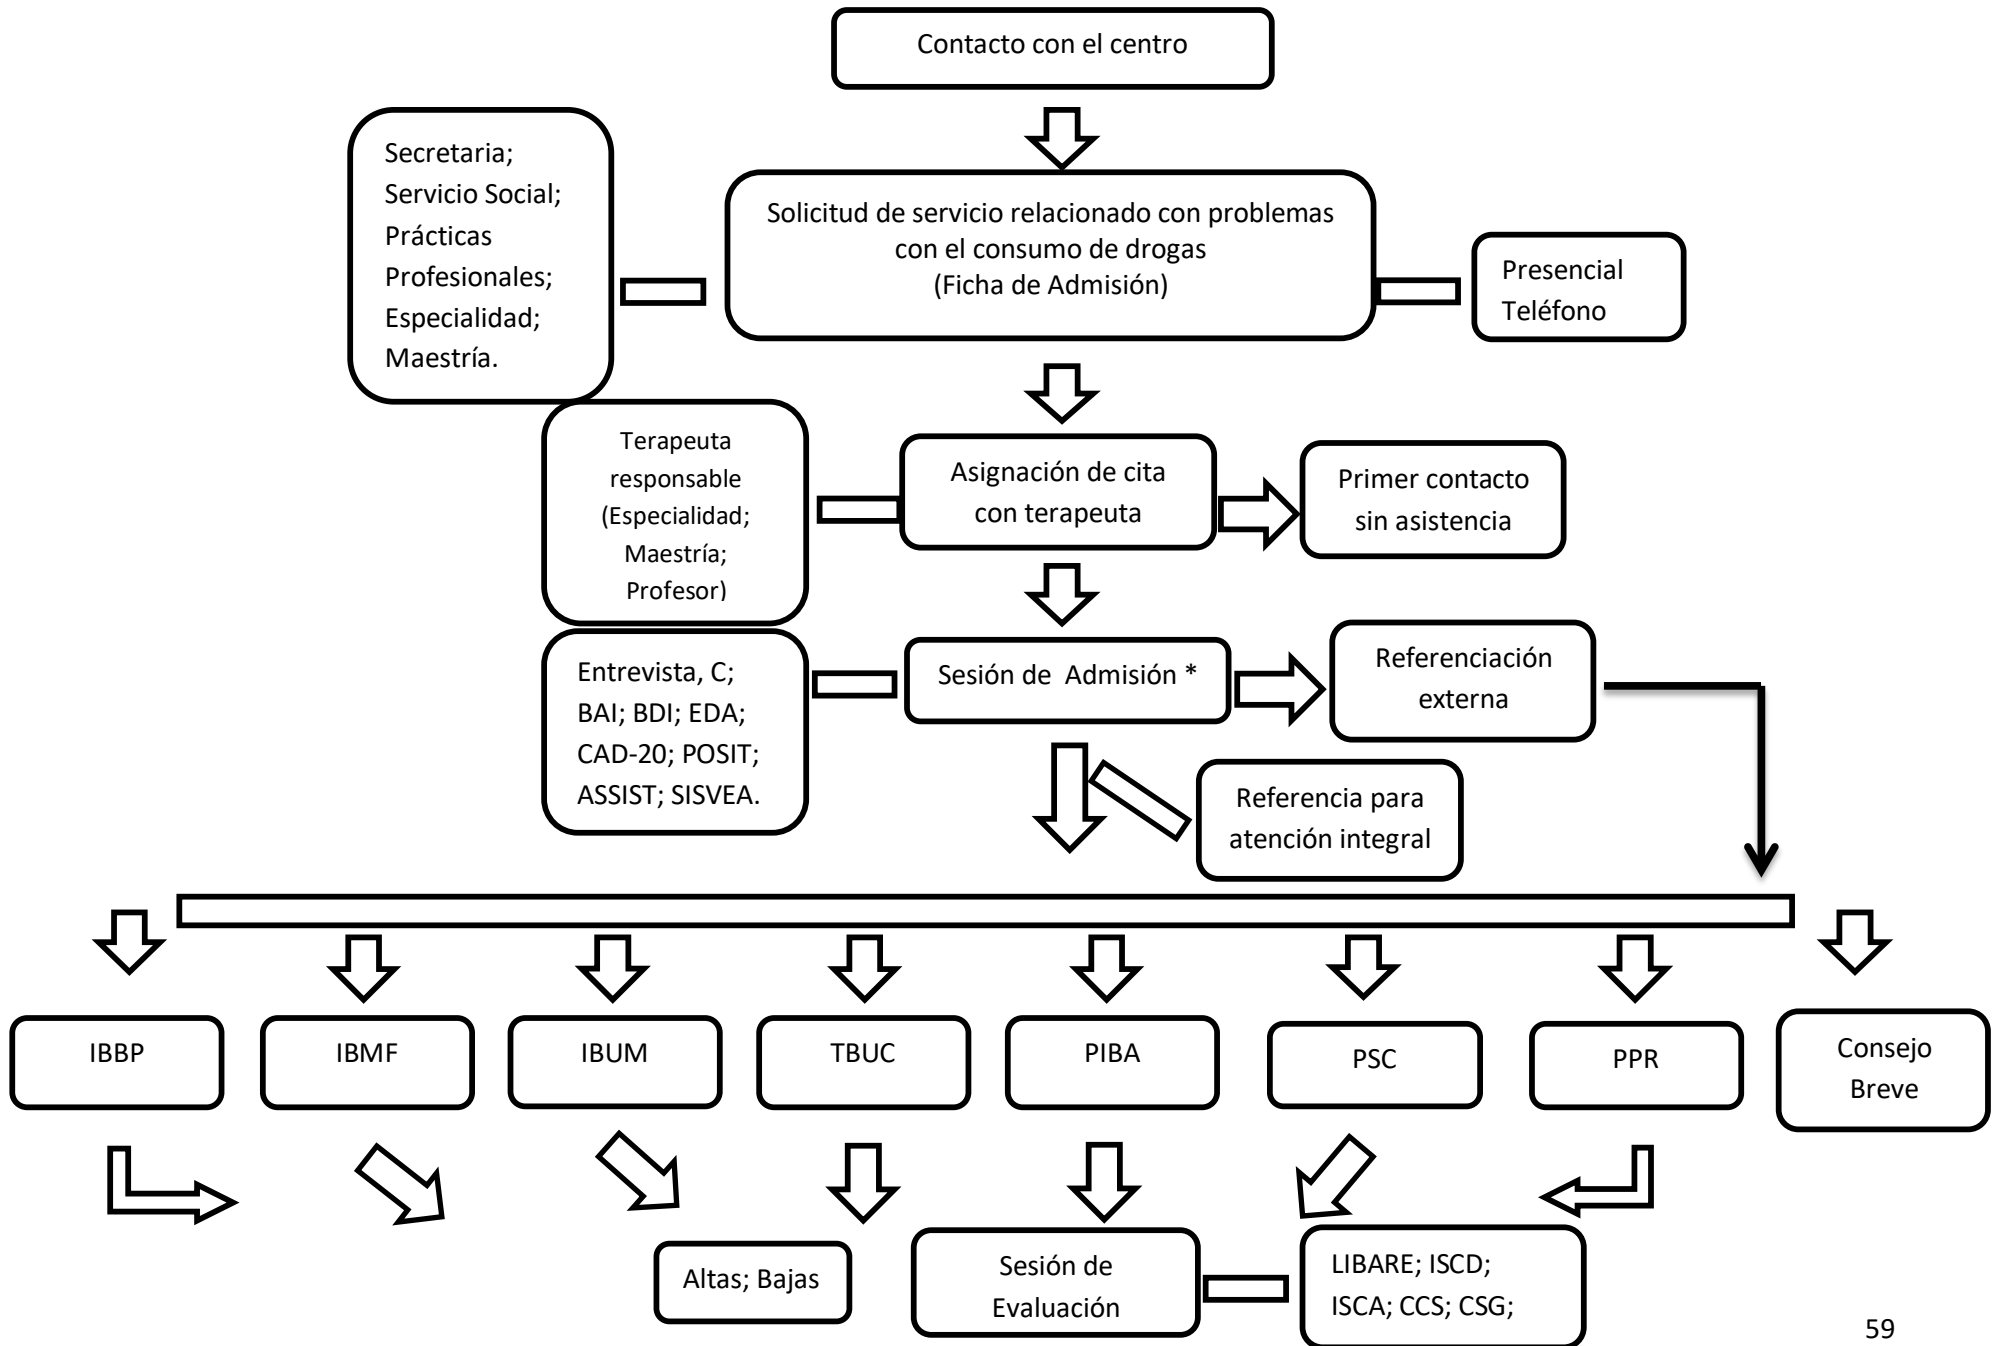 Contacto con el centro
Secretaria;
Servicio Social;
Prácticas
Profesionales;
Especialidad;
Maestría.
Solicitud de servicio relacionado con problemas
con el consumo de drogas
(Ficha de Admisión)
Presencial
Teléfono
Terapeuta
responsable
(Especialidad;
Maestría;
Profesor)
Asignación de cita
con terapeuta
Primer contacto
sin asistencia
Entrevista, C;
BAI; BDI; EDA;
CAD-20; POSIT;
ASSIST; SISVEA.
Sesión de  Admisión *
Referenciación
externa
Referencia para
atención integral
IBBP
IBMF
IBUM
TBUC
PIBA
PSC
PPR
Consejo
Breve
Altas; Bajas
Sesión de
Evaluación
LIBARE; ISCD;
ISCA; CCS; CSG;
59